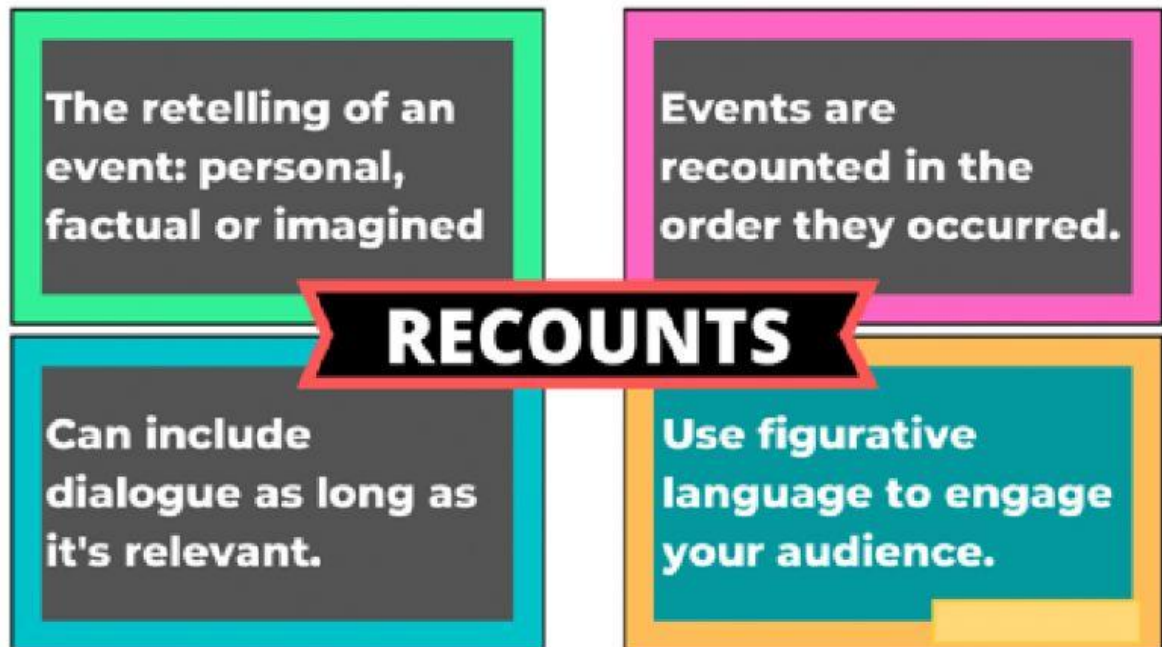 The retelling of an
event: personal,
factual or imagined
Events are
recounted in the
order they occurred.
RECOUNTS
Can include
dialogue as long as
it's relevant.
Use figurative
language to engage
your audience.